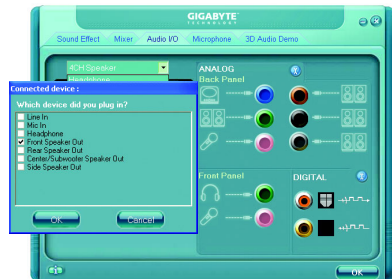 GIGABYTE
TECHNOLOGY
Sound Effect Mixer Audio I/O Microphone 3D Audio Demo
4CH Speaker
Headphone
ANALOG
Back Panel
Connected device :
Which device did you plug in?
Line In
Mic In
Headphone
Front Speaker Out
Rear Speaker Out
Center/Subwoofer Speaker Out
Side Speaker Out
OK
Cancel
Front Panel
DIGITAL
OK